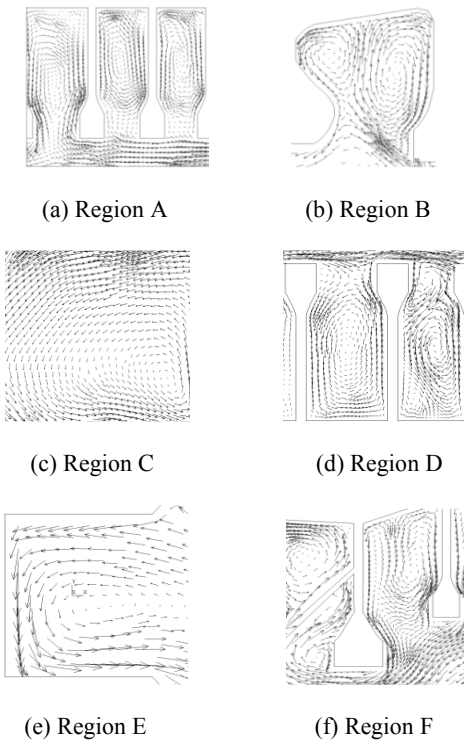 (a) Region A
(b) Region B
(c) Region C
(d) Region D
(e) Region E
(f) Region F